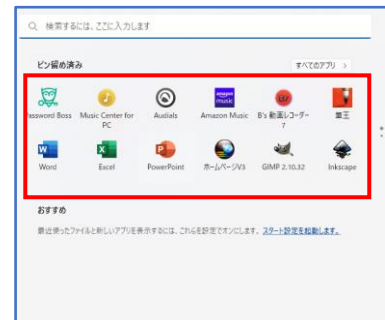 検索するには、ここに入力します
ピン留め済み
すべてのアプリ >
Password Boss Music Center for PC Audials Amazon Music B's 動画レコーダー 7 筆王
Word Excel PowerPoint ホームページV3 GIMP 2.10.32 Inkscape
おすすめ
最近使ったファイルと新しいアプリを表示するには、これらを設定でオンにします。 スタート設定を起動します。